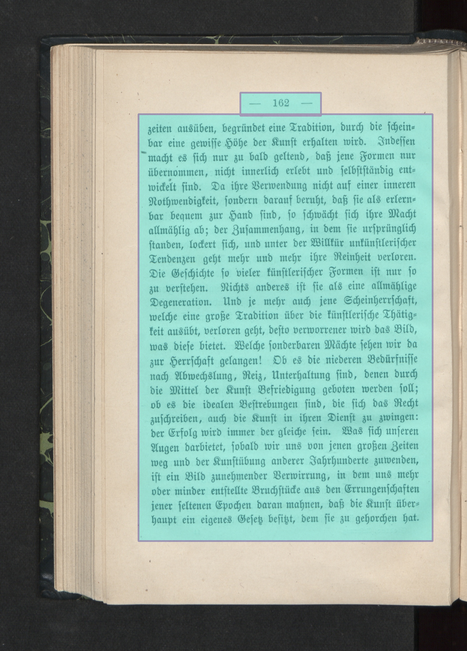 — 162 —
zeiten ausüben, begründet eine Tradition, durch die schein-
bar eine gewisse Höhe der Kunst erhalten wird. Indessen
macht es sich nur zu bald geltend, daß jene Formen nur
übernommen, nicht innerlich erlebt und selbstständig ent-
wickelt sind. Da ihre Verwendung nicht auf einer inneren
Nothwendigkeit, sondern darauf beruht, daß sie als erlern-
bar bequem zur Hand sind, so schwächt sich ihre Macht
allmählig ab; der Zusammenhang, in dem sie ursprünglich
standen, lockert sich, und unter der Willkür unkünstlerischer
Tendenzen geht mehr und mehr ihre Reinheit verloren.
Die Geschichte so vieler künstlerischer Formen ist nur so
zu verstehen. Nichts anderes ist sie als eine allmählige
Degeneration. Und je mehr auch jene Scheinherrschaft,
welche eine große Tradition über die künstlerische Thätig-
keit ausübt, verloren geht, desto verworrener wird das Bild,
was diese bietet. Welche sonderbaren Mächte sehen wir da
zur Herrschaft gelangen! Ob es die niederen Bedürfnisse
nach Abwechslung, Reiz, Unterhaltung sind, denen durch
die Mittel der Kunst Befriedigung geboten werden soll;
ob es die idealen Bestrebungen sind, die sich das Recht
zuschreiben, auch die Kunst in ihren Dienst zu zwingen:
der Erfolg wird immer der gleiche sein. Was sich unseren
Augen darbietet, sobald wir uns von jenen großen Zeiten
weg und der Kunstübung anderer Jahrhunderte zuwenden,
ist ein Bild zunehmender Verwirrung, in dem uns mehr
oder minder entstellte Bruchstücke aus den Errungenschaften
jener seltenen Epochen daran mahnen, daß die Kunst über-
haupt ein eigenes Gesetz besitzt, dem sie zu gehorchen hat.